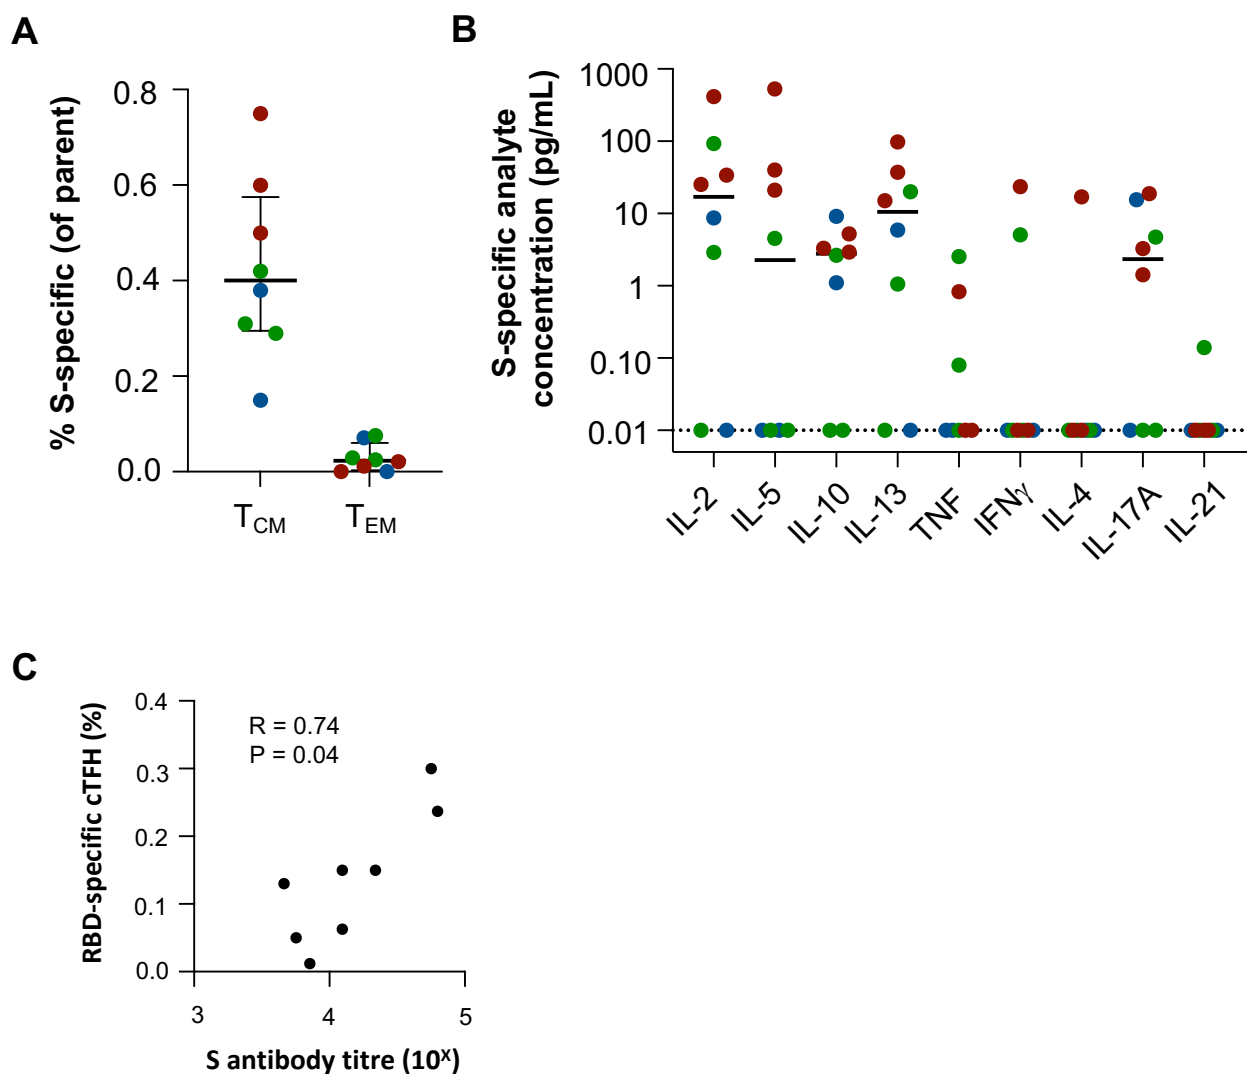 A
% S-specific (of parent)
0.8
0.6
0.4
0.2
0.0
TCM
TEM
B
S-specific analyte
concentration (pg/mL)
1000
100
10
1
0.10
0.01
IL-2
IL-5
IL-10
IL-13
TNF
IFNγ
IL-4
IL-17A
IL-21
C
RBD-specific cTFH (%)
0.4
0.3
0.2
0.1
0.0
R = 0.74
P = 0.04
3
4
5
S antibody titre (10ˣ)